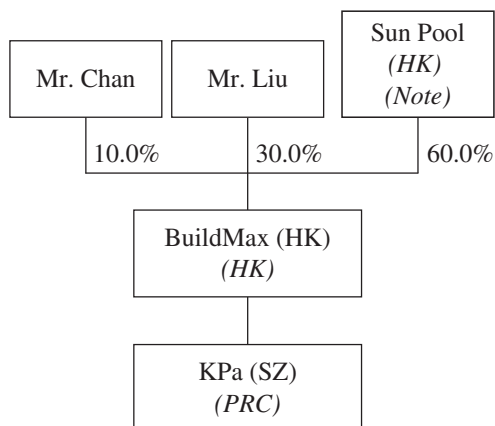 Mr. Chan
Mr. Liu
Sun Pool
(HK)
(Note)
10.0%
30.0%
60.0%
BuildMax (HK)
(HK)
KPa (SZ)
(PRC)